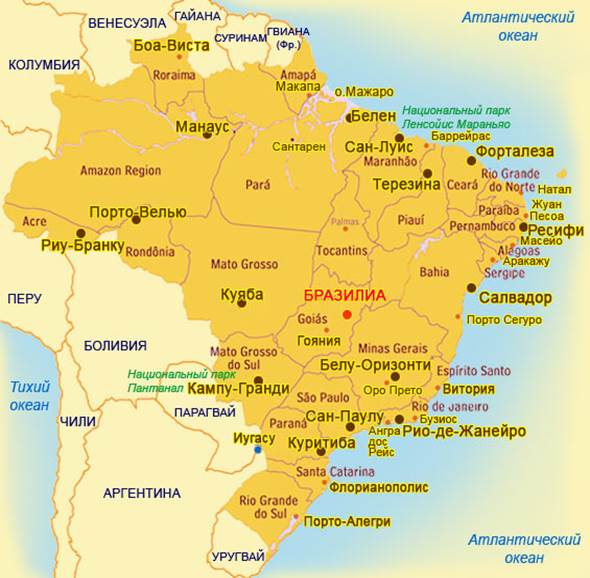 ГАЙАНА
Атлантический
океан
ВЕНЕСУЭЛА
СУРИНАМ
ГВИАНА
(Фр.)
Боа-Виста
КОЛУМБИЯ
Roraima
Amapá
Макапа
о.Мажаро
Национальный парк
Ленсойис Мараньяо
Белен
Манаус
Баррейрас
Сантарен
Сан-Луис
Форталеза
Maranhão
Amazon Region
Pará
Терезина
Ceará
Rio Grande
do Norte
Натал
Жуан
Песоа
Acre
Порто-Велью
Paraíba
Piauí
Palmas
Pernambuco
Ресифи
Масейо
Риу-Бранку
Rondônia
Tocantins
Alagoas
Аракажу
Sergipe
Mato Grosso
Bahia
ПЕРУ
Куяба
БРАЗИЛИА
Салвадор
Goiás
Порто Сегуро
Гояния
БОЛИВИЯ
Mato Grosso
do Sul
Minas Gerais
Белу-Оризонти
Espírito Santo
Национальный парк
Пантанал
Кампу-Гранди
Тихий
океан
Оро Прето
Витория
São Paulo
Rio de Janeiro
ПАРАГВАЙ
Сан-Паулу
Бузиос
ЧИЛИ
Paraná
Ангра
дос
Рейс
Рио-де-Жанейро
Игуасу
Куритиба
Santa Catarina
Флорианополис
АРГЕНТИНА
Rio Grande
do Sul
Порто-Алегри
Атлантический
океан
УРУГВАЙ